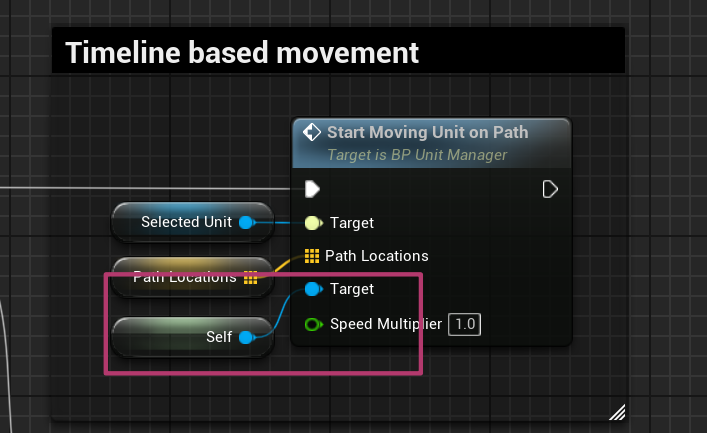 Timeline based movement
Start Moving Unit on Path
Target is BP Unit Manager
Selected Unit
Target
Path Locations
Path Locations
Target
Self
Speed Multiplier 1.0